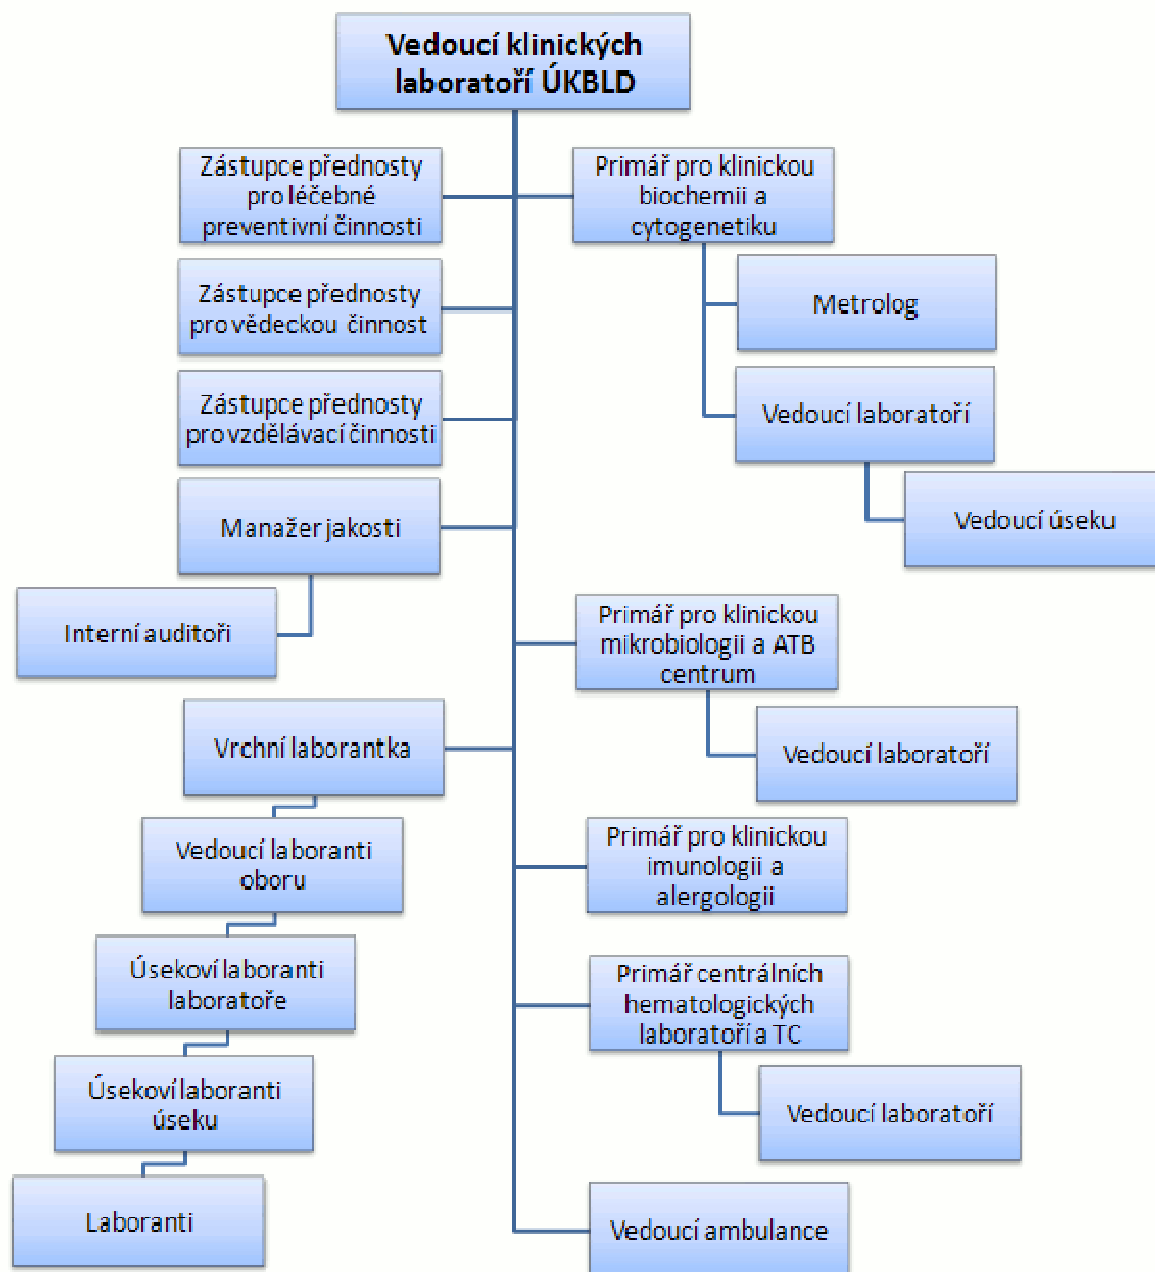 Vedoucí klinických
laboratoří ÚKBLD
Zástupce přednosty
pro léčebné
preventivní činnosti
Primář pro klinickou
biochemii a
cytogenetiku
Zástupce přednosty
pro vědeckou činnost
Metrolog
Zástupce přednosty
pro vzdělávací činnosti
Vedoucí laboratoří
Manažer jakosti
Vedoucí úseku
Interní auditoři
Primář pro klinickou
mikrobiologii a ATB
centrum
Vrchní laborantka
Vedoucí laboratoří
Vedoucí laboranti
oboru
Primář pro klinickou
imunologii a
alergologii
Úsekoví laboranti
laboratoře
Primář centrálních
hematologických
laboratoří a TC
Úsekoví laboranti
úseku
Vedoucí laboratoří
Laboranti
Vedoucí ambulance